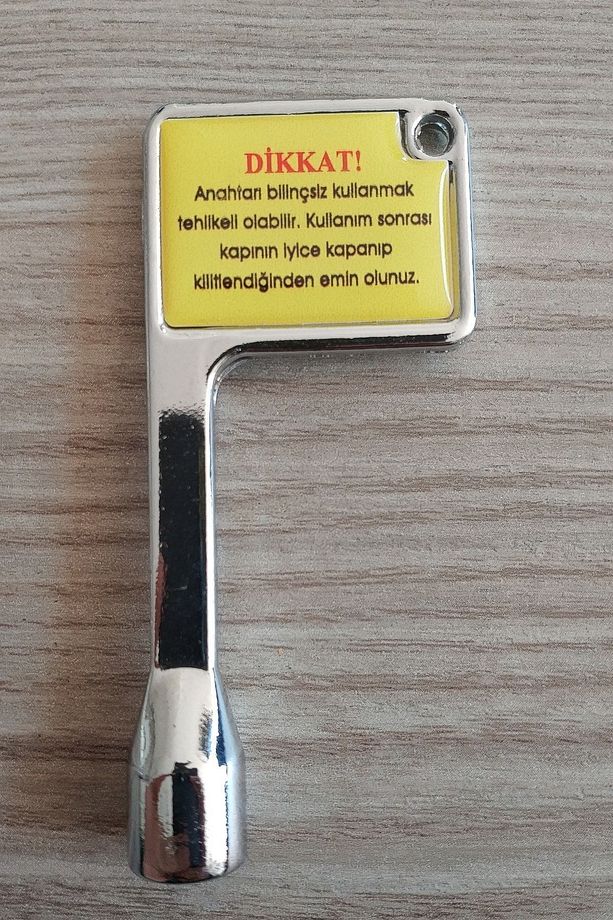 DİKKAT!
Anahtarı bilinçsiz kullanmak
tehlikeli olabilir. Kullanım sonrası
kapının iyice kapanıp
kilitlendiğinden emin olunuz.